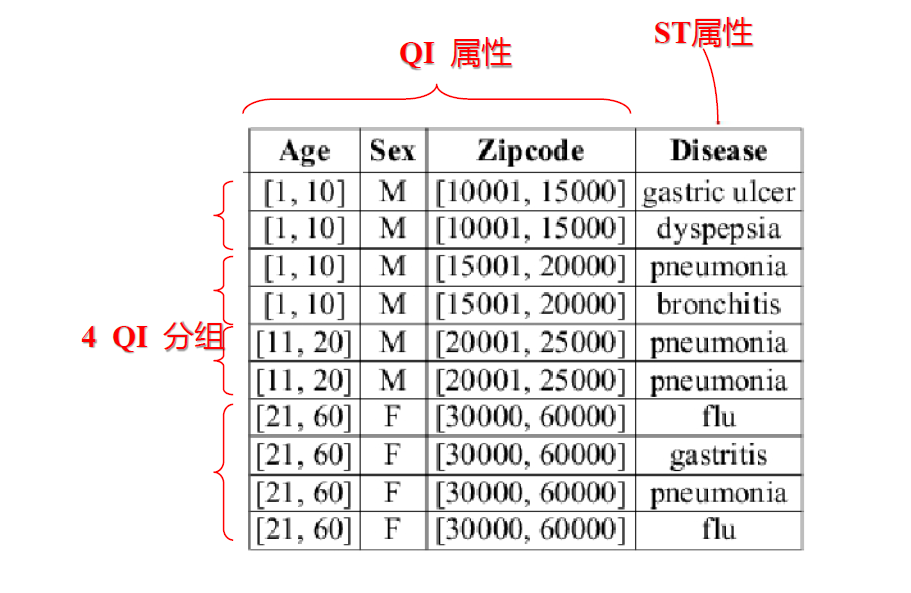 QI 属性
ST属性
Age Sex Zipcode Disease
[1, 10] M [10001, 15000] gastric ulcer
[1, 10] M [10001, 15000] dyspepsia
[1, 10] M [15001, 20000] pneumonia
[1, 10] M [15001, 20000] bronchitis
4 QI 分组
[11, 20] M [20001, 25000] pneumonia
[11, 20] M [20001, 25000] pneumonia
[21, 60] F [30000, 60000] flu
[21, 60] F [30000, 60000] gastritis
[21, 60] F [30000, 60000] pneumonia
[21, 60] F [30000, 60000] flu